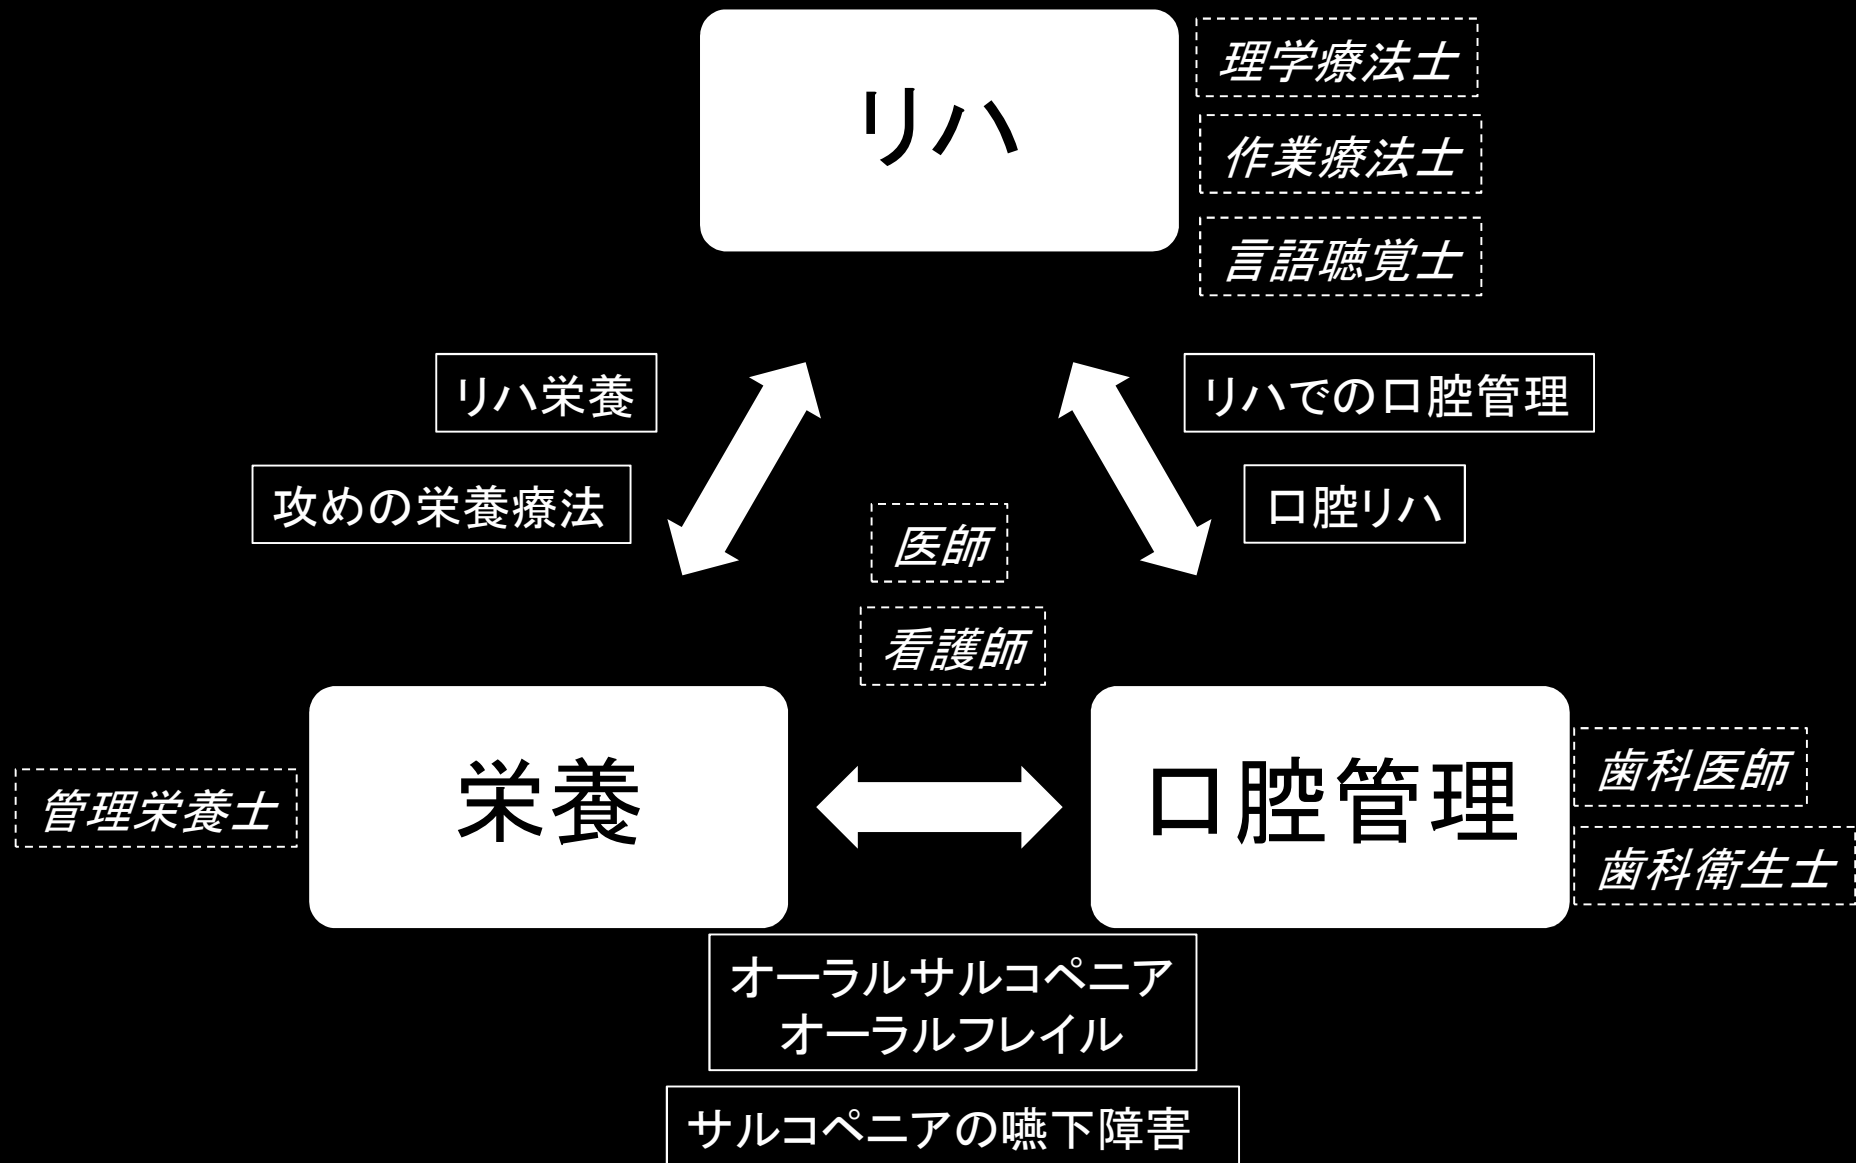 リハ
理学療法士
作業療法士
言語聴覚士
リハ栄養
リハでの口腔管理
攻めの栄養療法
口腔リハ
医師
看護師
栄養
口腔管理
管理栄養士
歯科医師
歯科衛生士
オーラルサルコペニア
オーラルフレイル
サルコペニアの嚥下障害